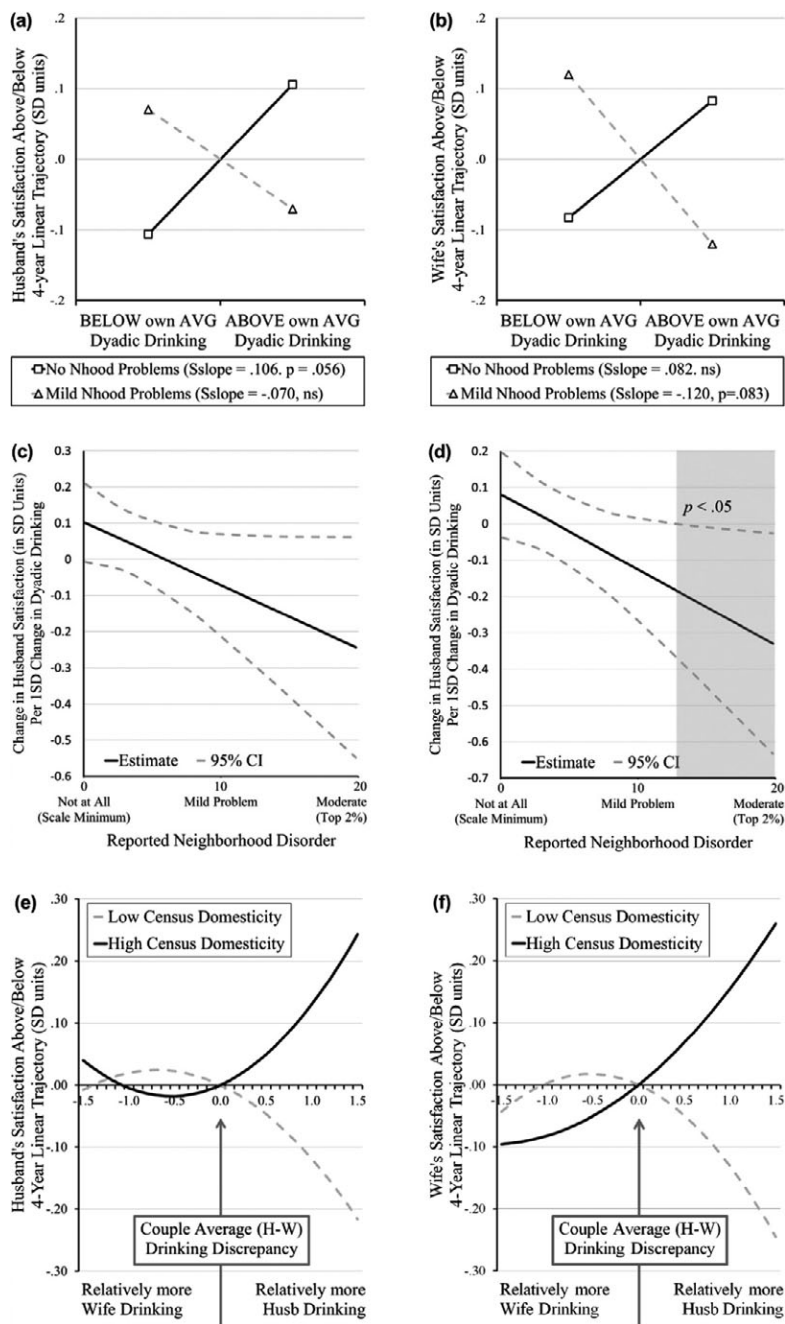 (a)
Husband's Satisfaction Above/Below
4-year Linear Trajectory (SD units)
.2
.1
.0
-.1
-.2
BELOW own AVG
Dyadic Drinking
ABOVE own AVG
Dyadic Drinking
No Nhood Problems (Sslope = .106. p = .056)
Mild Nhood Problems (Sslope = -.070, ns)
(b)
Wife's Satisfaction Above/Below
4-year Linear Trajectory (SD units)
.2
.1
.0
-.1
-.2
BELOW own AVG
Dyadic Drinking
ABOVE own AVG
Dyadic Drinking
No Nhood Problems (Sslope = .082. ns)
Mild Nhood Problems (Sslope = -.120, p=.083)
(c)
Change in Husband Satisfaction (in SD Units)
Per 1SD Change in Dyadic Drinking
0.3
0.2
0.1
0
-0.1
-0.2
-0.3
-0.4
-0.5
-0.6
Estimate
95% CI
0
10
20
Not at All
(Scale Minimum)
Mild Problem
Moderate
(Top 2%)
Reported Neighborhood Disorder
(d)
Change in Husband Satisfaction (in SD Units)
Per 1SD Change in Dyadic Drinking
0.2
0.1
0
-0.1
-0.2
-0.3
-0.4
-0.5
-0.6
-0.7
p < .05
Estimate
95% CI
0
10
20
Not at All
(Scale Minimum)
Mild Problem
Moderate
(Top 2%)
Reported Neighborhood Disorder
(e)
Husband's Satisfaction Above/Below
4-Year Linear Trajectory (SD units)
.30
.20
.10
.00
-.10
-.20
-.30
Low Census Domesticity
High Census Domesticity
-1.5
-1.0
-0.5
0.0
0.5
1.0
1.5
Couple Average (H-W)
Drinking Discrepancy
Relatively more
Wife Drinking
Relatively more
Husb Drinking
(f)
Wife's Satisfaction Above/Below
4-Year Linear Trajectory (SD units)
.30
.20
.10
.00
-.10
-.20
-.30
Low Census Domesticity
High Census Domesticity
-1.5
-1.0
-0.5
0.0
0.5
1.0
1.5
Couple Average (H-W)
Drinking Discrepancy
Relatively more
Wife Drinking
Relatively more
Husb Drinking